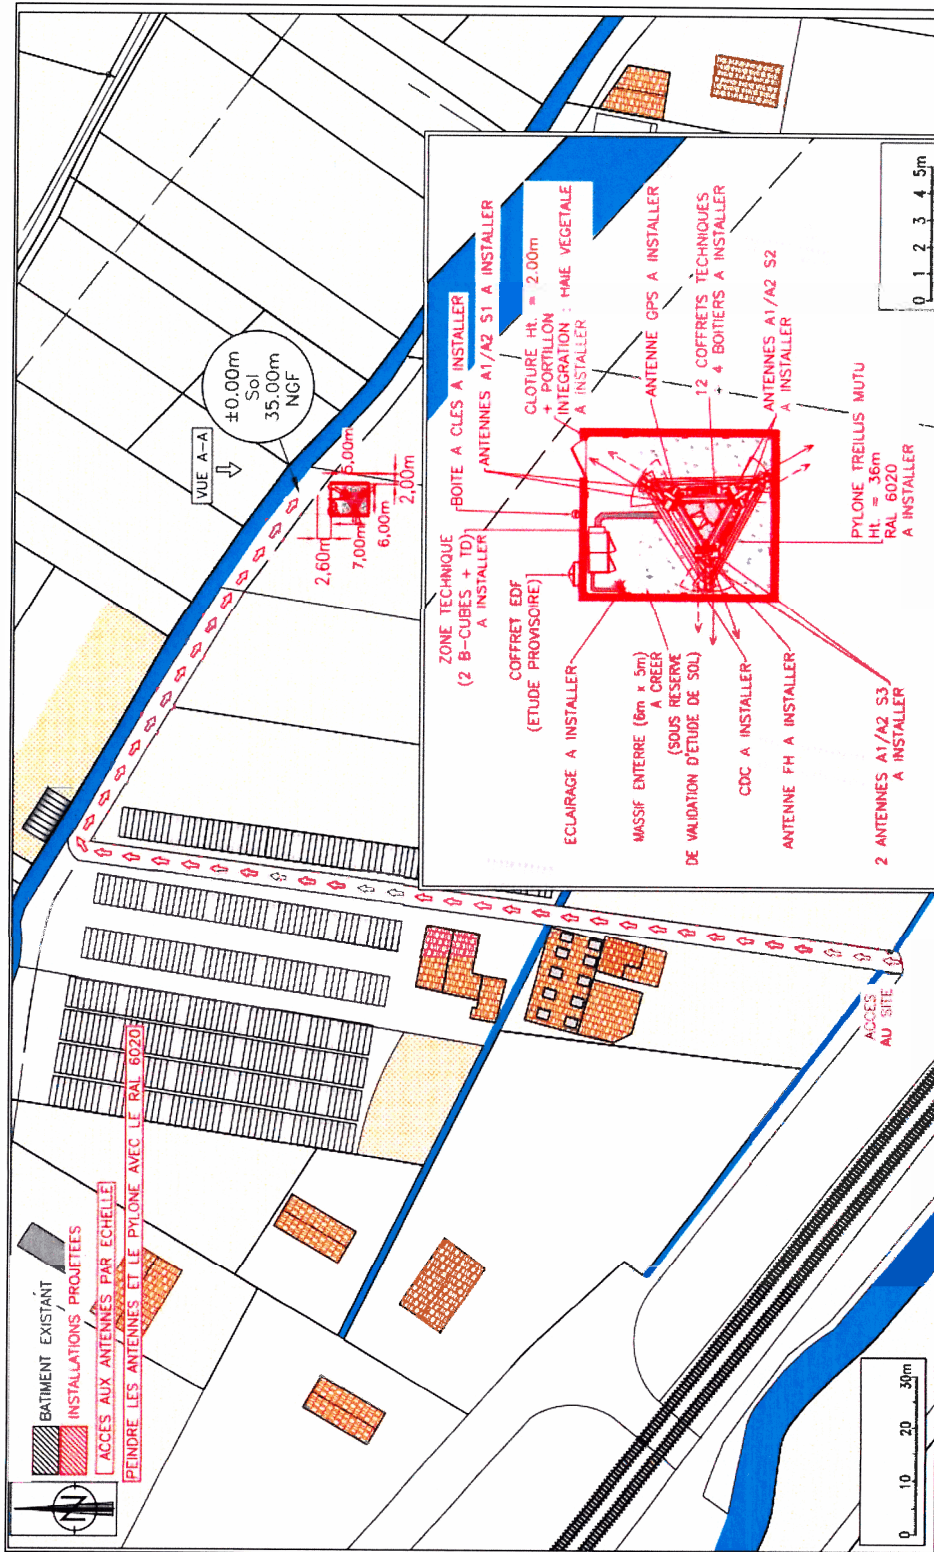 BATIMENT EXISTANT
INSTALLATIONS PROJETEES
ACCES AUX ANTENNES PAR ECHELLE
PEINDRE LES ANTENNES ET LE PYLONE AVEC LE RAL 6020
N
VUE A-A
±0.00m
Sol
35.00m
NGF
2,60m
5,00m
7,00m
6,00m
2,00m
ZONE TECHNIQUE
(2 B-CUBES + TD)
A INSTALLER
BOITE A CLES A INSTALLER
ANTENNES A1/A2 S1 A INSTALLER
COFFRET EDF
(ETUDE PROVISOIRE)
CLOTURE Ht. = 2.00m
+ PORTILLON
INTEGRATION : HAIE VEGETALE
A INSTALLER
ECLAIRAGE A INSTALLER
ANTENNE GPS A INSTALLER
MASSIF ENTERRE (6m x 5m)
A CREER
(SOUS RESERVE
DE VALIDATION D'ETUDE DE SOL)
12 COFFRETS TECHNIQUES
+ 4 BOITIERS A INSTALLER
CDC A INSTALLER
ANTENNES A1/A2 S2
A INSTALLER
ANTENNE FH A INSTALLER
PYLONE TREILLIS MUTU
Ht. = 36m
RAL 6020
A INSTALLER
2 ANTENNES A1/A2 S3
A INSTALLER
0 1 2 3 4 5m
ACCES
AU SITE
0 10 20 30m